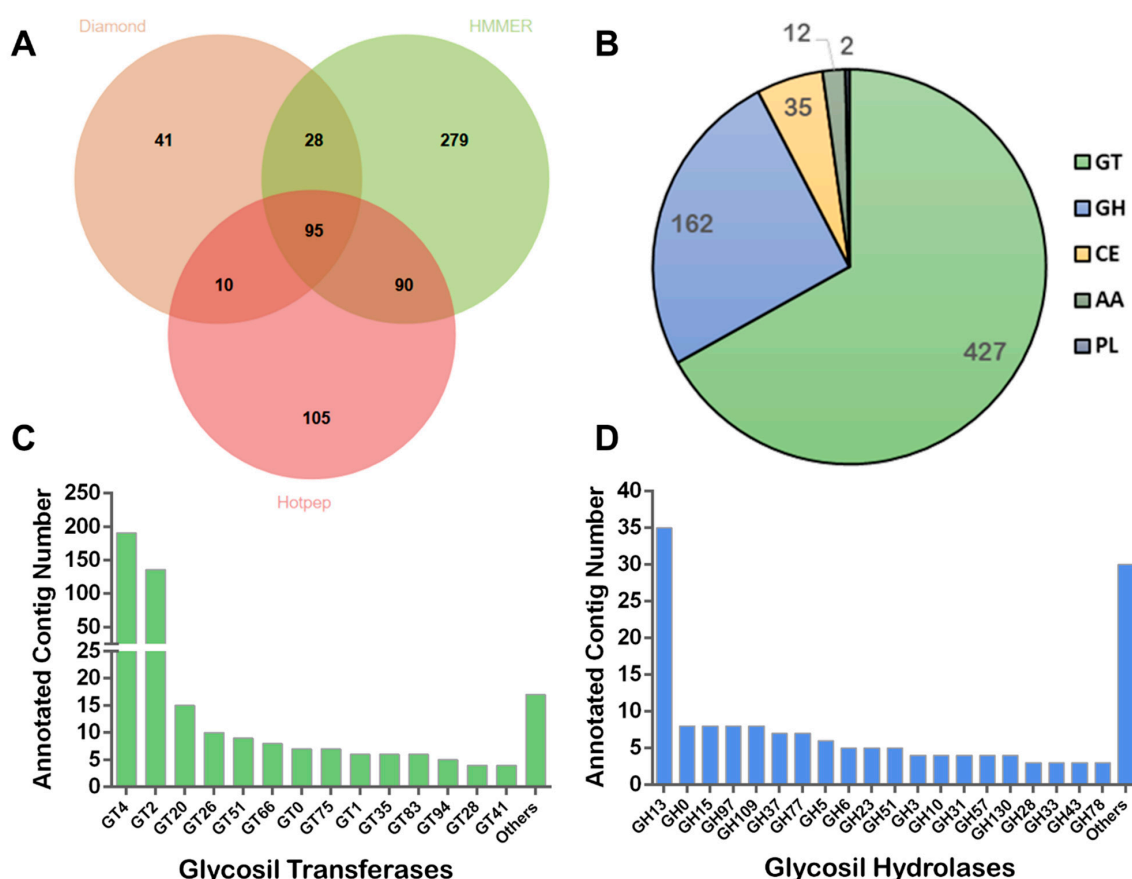 A
Diamond
HMMER
41
28
279
95
10
90
105
Hotpep
B
12
2
35
162
427
GT
GH
CE
AA
PL
C
Annotated Contig Number
250
200
150
100
50
25
25
20
15
10
5
0
GT4
GT2
GT20
GT26
GT51
GT66
GT0
GT75
GT1
GT35
GT83
GT94
GT28
GT41
Others
Glycosil Transferases
D
Annotated Contig Number
40
35
30
25
20
15
10
5
0
GH13
GH0
GH15
GH97
GH109
GH37
GH77
GH5
GH6
GH23
GH51
GH3
GH10
GH31
GH57
GH130
GH28
GH33
GH43
GH78
Others
Glycosil Hydrolases